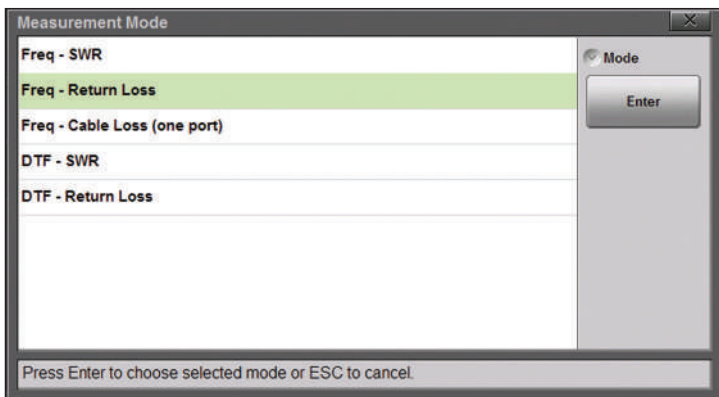 Measurement Mode
Freq - SWR
Mode
Freq - Return Loss
Enter
Freq - Cable Loss (one port)
DTF - SWR
DTF - Return Loss
Press Enter to choose selected mode or ESC to cancel.